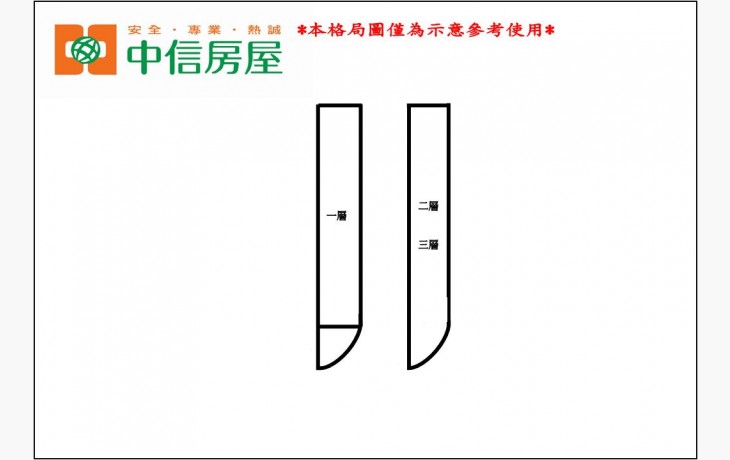 安全・專業・熱誠
中信房屋
*本格局圖僅為示意參考使用*
一層
二層
三層